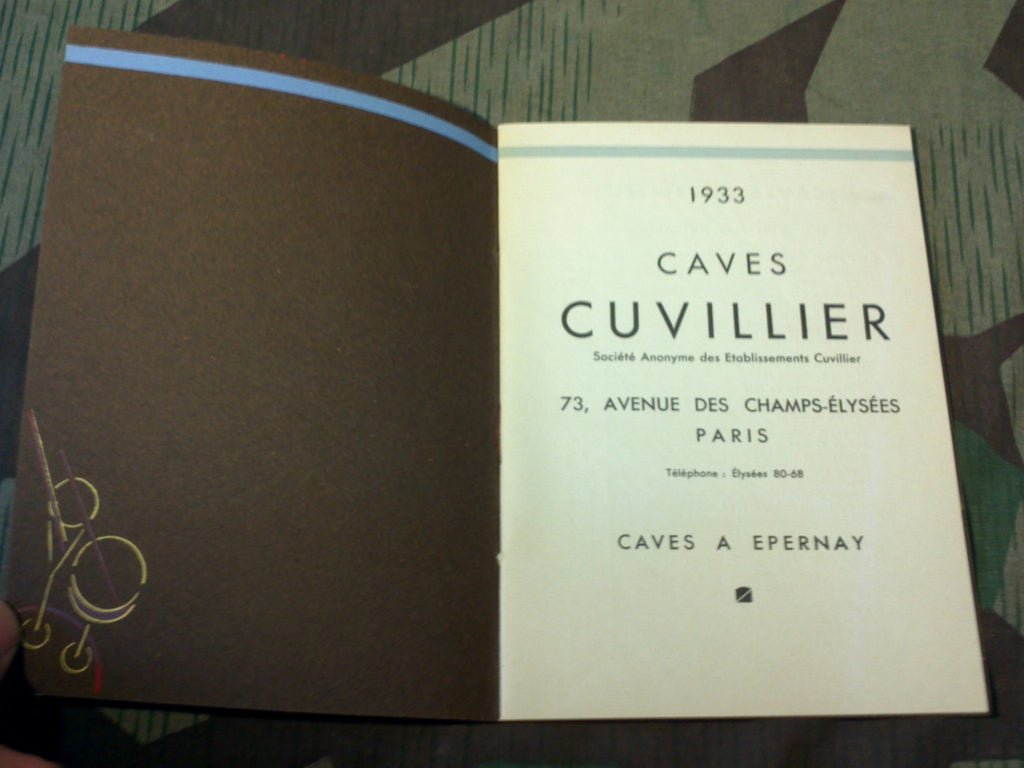 1933
CAVES
CUVILLIER
Société Anonyme des Etablissements Cuvillier
73, AVENUE DES CHAMPS-ÉLYSÉES
PARIS
Téléphone : Élysées 80-68
CAVES A EPERNAY